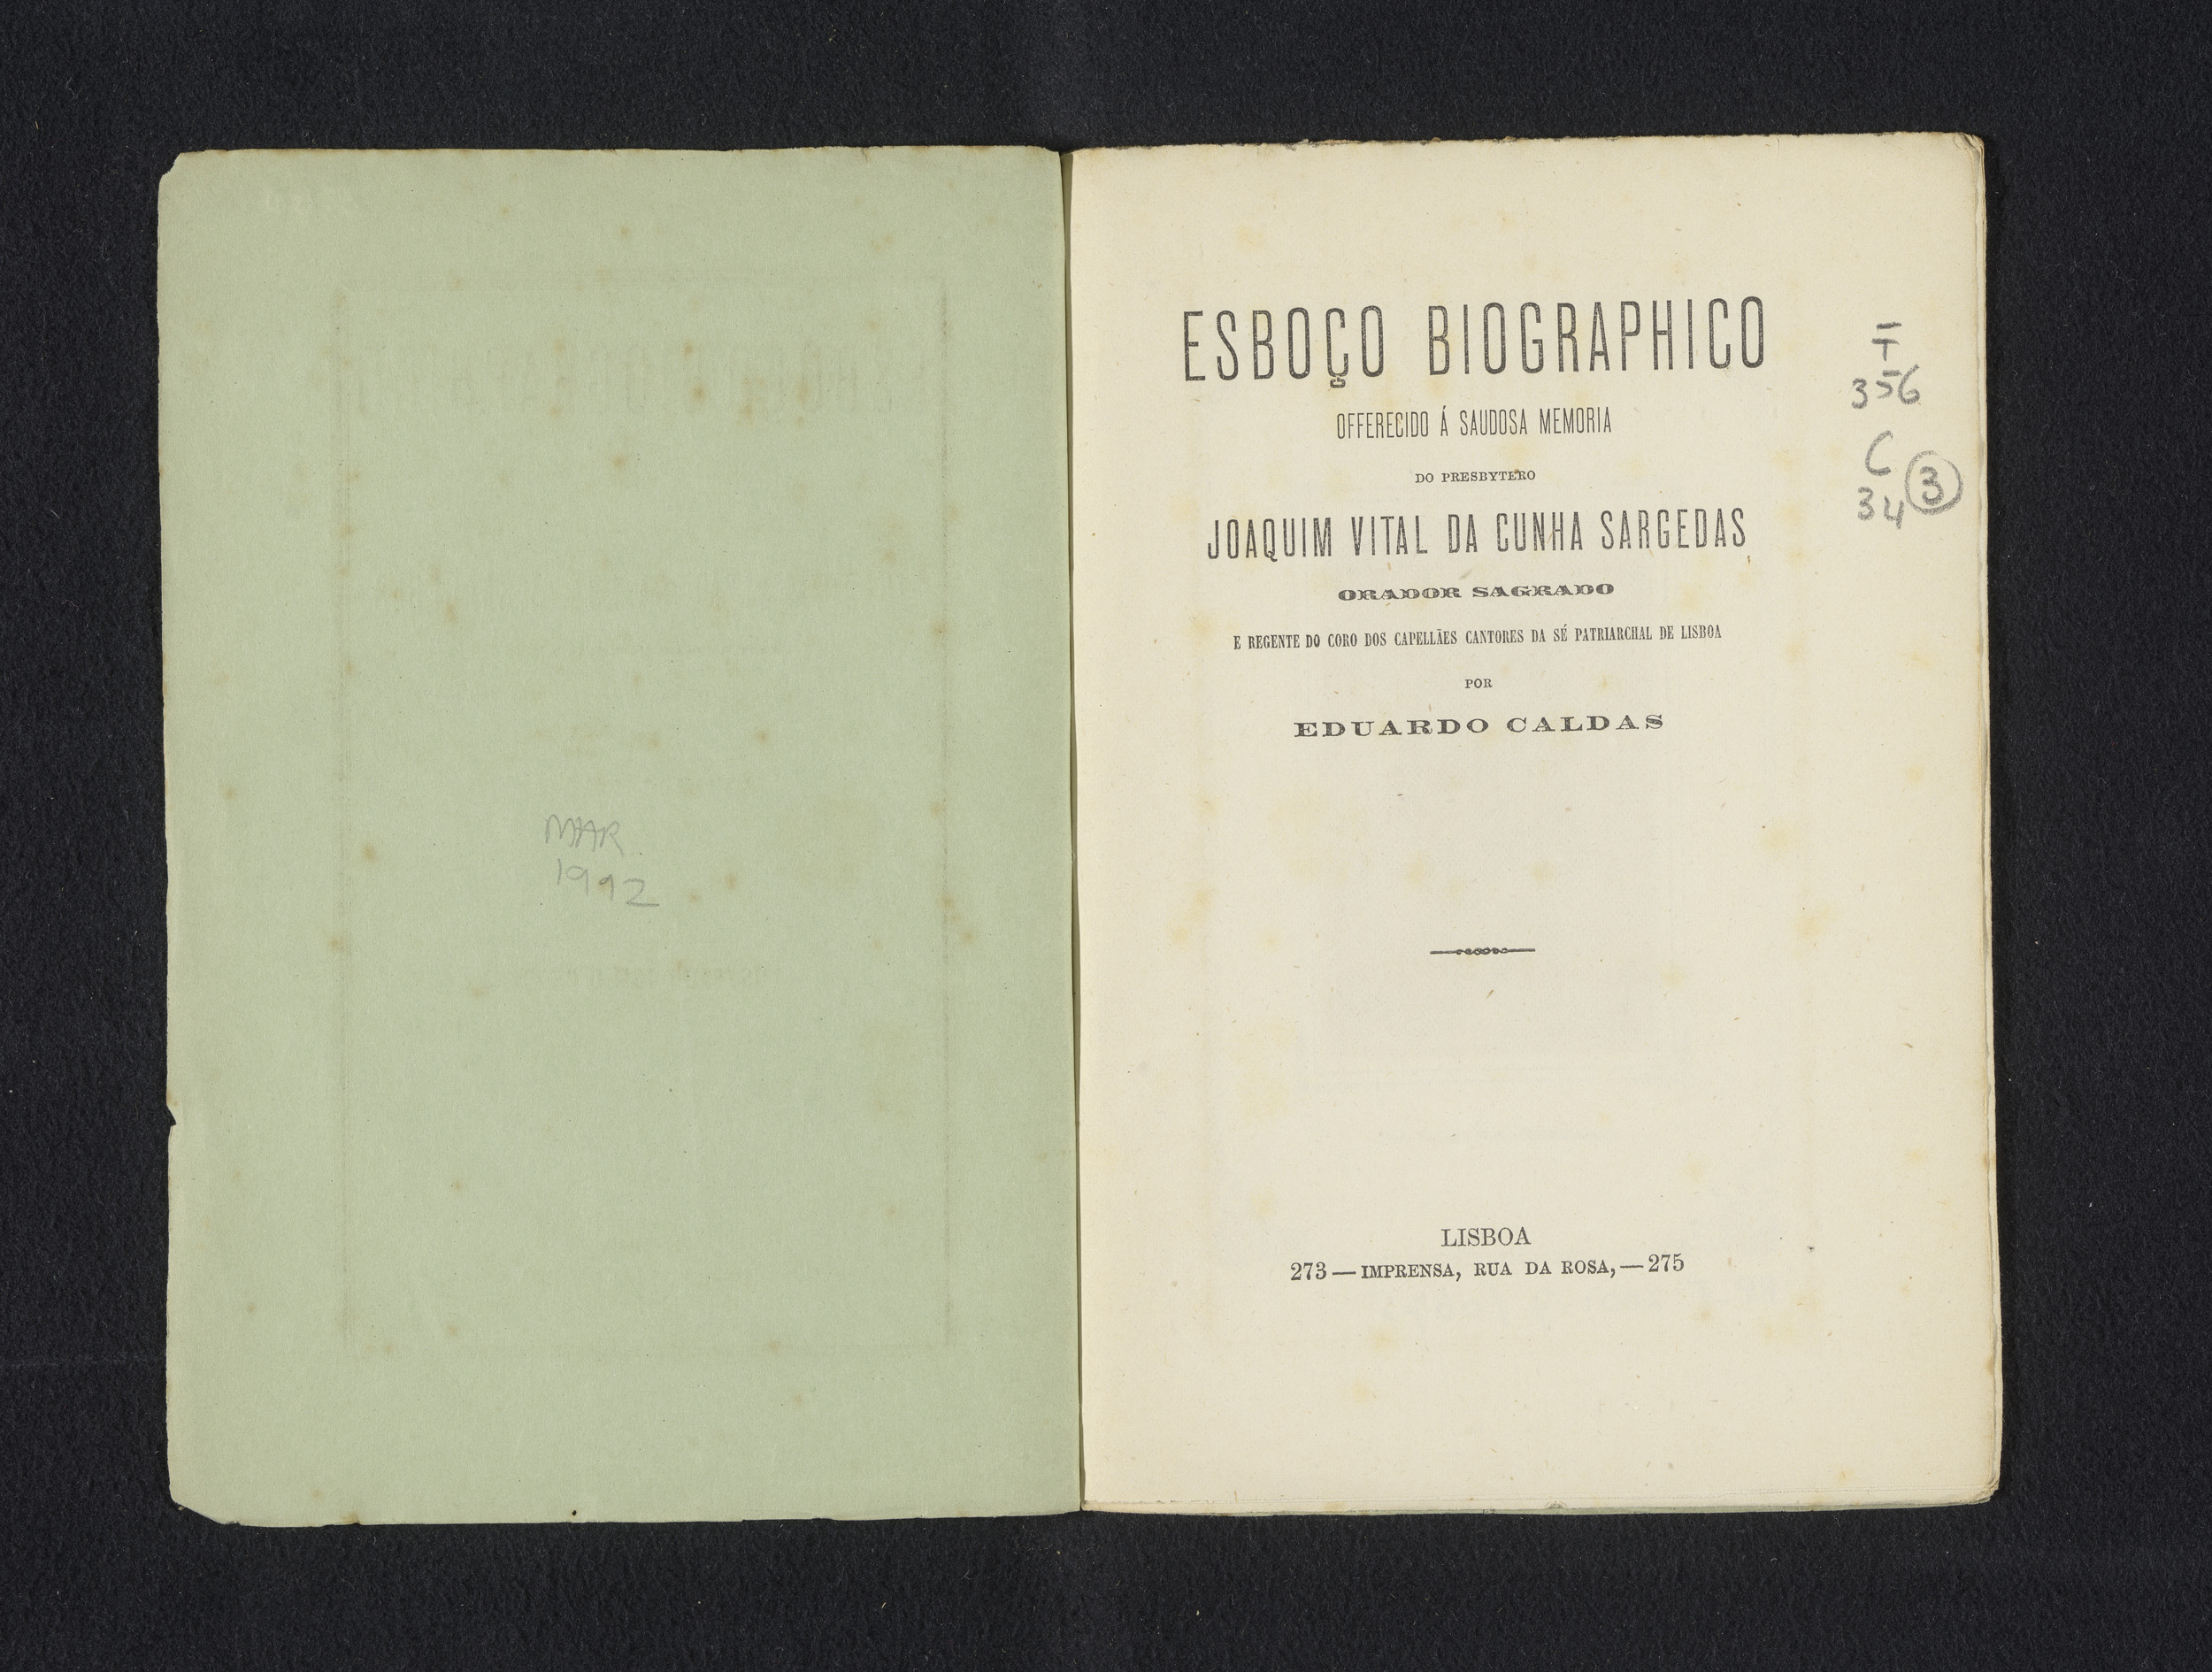 MAR
1992
ESBOÇO BIOGRAPHICO
OFFERECIDO Á SAUDOSA MEMORIA
DO PRESBYTERO
JOAQUIM VITAL DA CUNHA SARGEDAS
ORADOR SAGRADO
E REGENTE DO CORO DOS CAPELLÃES CANTORES DA SÉ PATRIARCHAL DE LISBOA
POR
EDUARDO CALDAS
LISBOA
273 — IMPRENSA, RUA DA ROSA, — 275
I
356
C
34 3